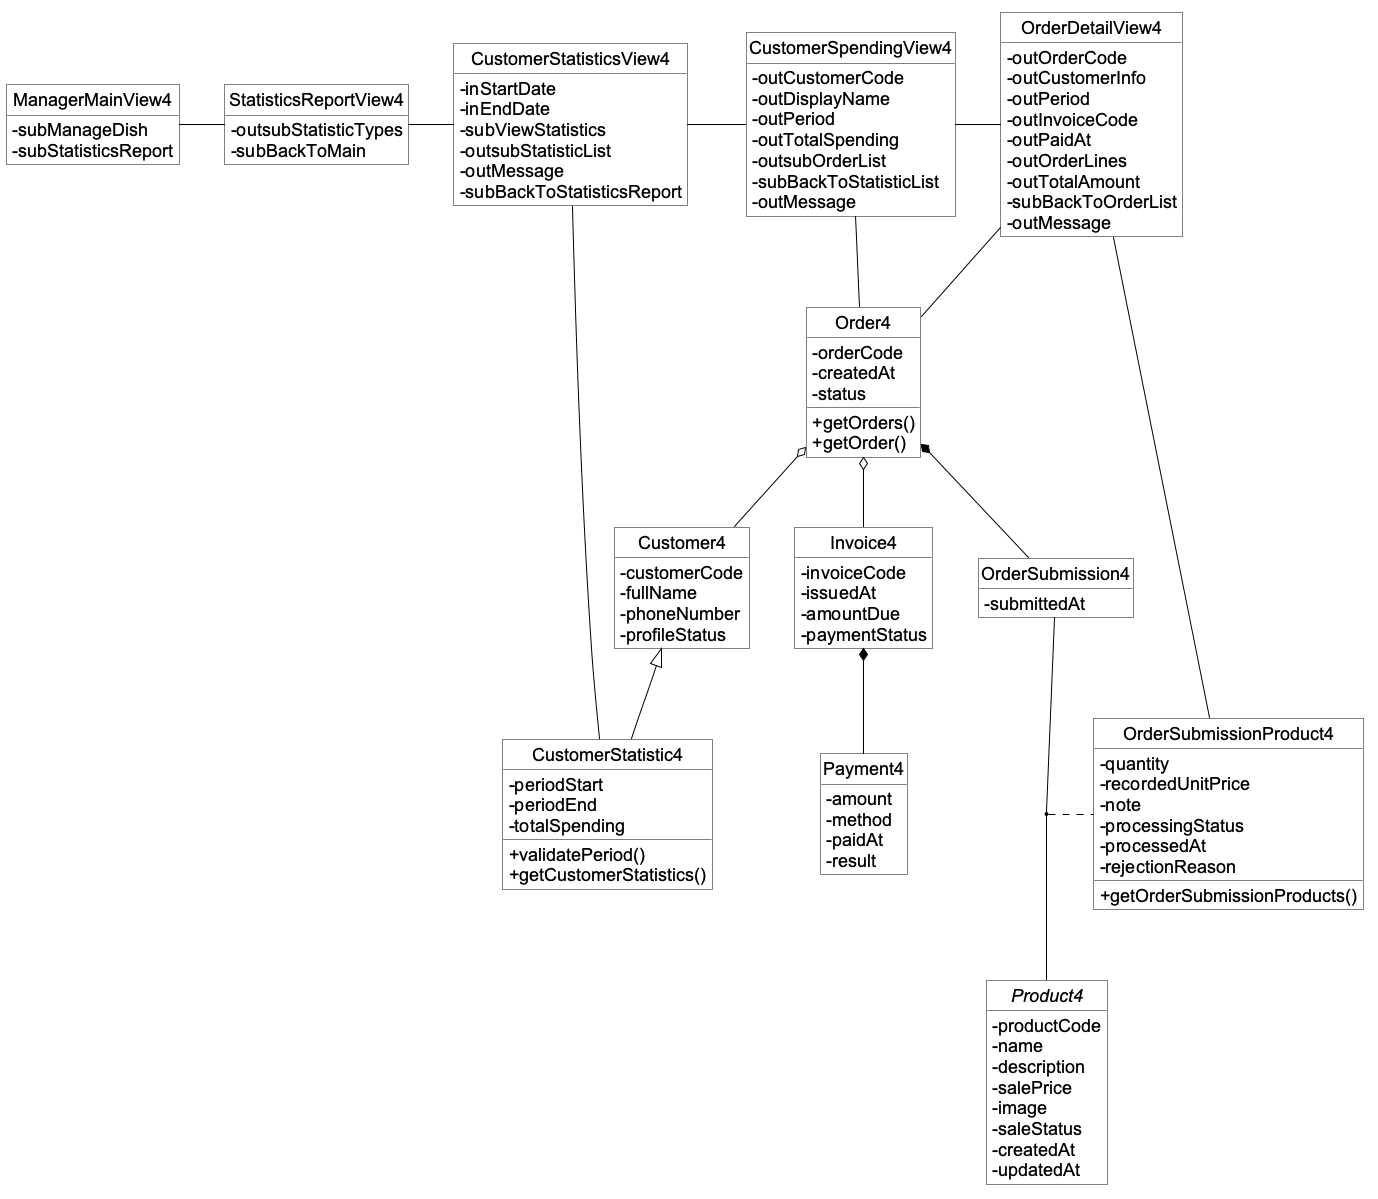 ManagerMainView4
-subManageDish
-subStatisticsReport
StatisticsReportView4
-outsubStatisticTypes
-subBackToMain
CustomerStatisticsView4
-inStartDate
-inEndDate
-subViewStatistics
-outsubStatisticList
-outMessage
-subBackToStatisticsReport
CustomerSpendingView4
-outCustomerCode
-outDisplayName
-outPeriod
-outTotalSpending
-outsubOrderList
-subBackToStatisticList
-outMessage
OrderDetailView4
-outOrderCode
-outCustomerInfo
-outPeriod
-outInvoiceCode
-outPaidAt
-outOrderLines
-outTotalAmount
-subBackToOrderList
-outMessage
Order4
-orderCode
-createdAt
-status
+getOrders()
+getOrder()
Customer4
-customerCode
-fullName
-phoneNumber
-profileStatus
Invoice4
-invoiceCode
-issuedAt
-amountDue
-paymentStatus
OrderSubmission4
-submittedAt
CustomerStatistic4
-periodStart
-periodEnd
-totalSpending
+validatePeriod()
+getCustomerStatistics()
Payment4
-amount
-method
-paidAt
-result
OrderSubmissionProduct4
-quantity
-recordedUnitPrice
-note
-processingStatus
-processedAt
-rejectionReason
+getOrderSubmissionProducts()
Product4
-productCode
-name
-description
-salePrice
-image
-saleStatus
-createdAt
-updatedAt